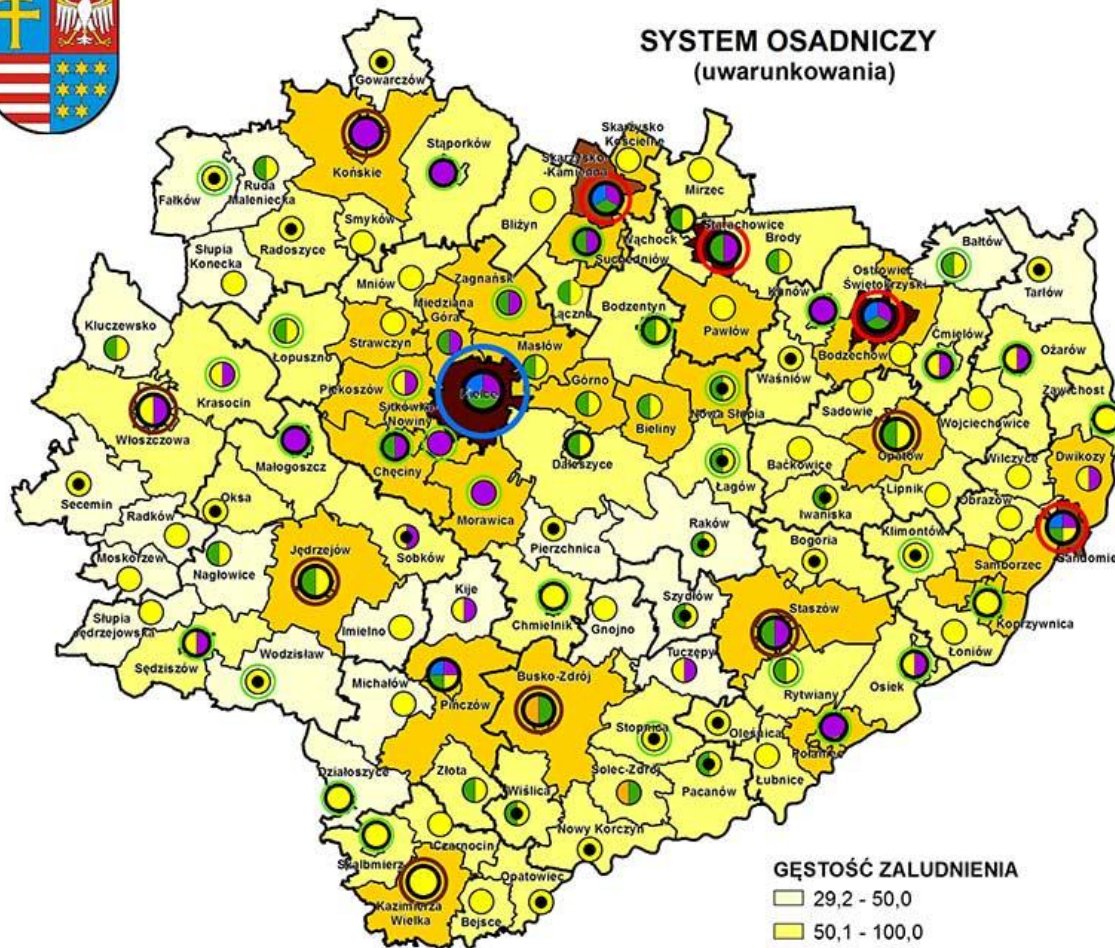 SYSTEM OSADNICZY
(uwarunkowania)
Gowarczów
Końskie
Stąporków
Skarżysko
Kościelne
Skarżysko
-Kamienna
Mirzec
Fałków
Ruda
Maleniecka
Radoszyce
Smyków
Bliżyn
Wąchock
Starachowice
Brody
Bałtów
Słupia
Konecka
Suchedniów
Ostrowiec
Świętokrzyski
Tarłów
Mniów
Zagnańsk
Miedziana
Góra
Łączna
Bodzentyn
Pawłów
Kunów
Kluczewsko
Łopuszno
Strawczyn
Masłów
Bodzechów
Ćmielów
Ożarów
Krasocin
Piekoszów
Kielce
Górno
Bieliny
Nowa Słupia
Waśniów
Sadowie
Wojciechowice
Zawichost
Włoszczowa
Sitkówka
Nowiny
Małogoszcz
Chęciny
Daleszyce
Łagów
Baćkowice
Opatów
Wilczyce
Dwikozy
Secemin
Oksa
Morawica
Lipnik
Obrazów
Radków
Sobków
Pierzchnica
Raków
Iwaniska
Klimontów
Moskorzew
Nagłowice
Jędrzejów
Bogoria
Samborzec
Kije
Szydłów
Staszów
Koprzywnica
Słupia
Imielno
Chmielnik
Gnojno
Łoniów
Sędziszów
Wodzisław
Tuczępy
Rytwiany
Osiek
Michałów
Pińczów
Busko-Zdrój
Połaniec
Stopnica
Oleśnica
Działoszyce
Złota
Wiślica
Solec-Zdrój
Pacanów
Łubnice
Skalbmierz
Czarnocin
Nowy Korczyn
Kazimierza
Wielka
Bejsce
Opatowiec
GĘSTOŚĆ ZALUDNIENIA
29,2 - 50,0
50,1 - 100,0